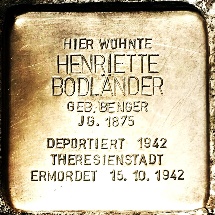 HIER WOHNTE
HENRIETTE
BODLÄNDER
GEB. BENGER
JG. 1875
DEPORTIERT 1942
THERESIENSTADT
ERMORDET 15.10.1942